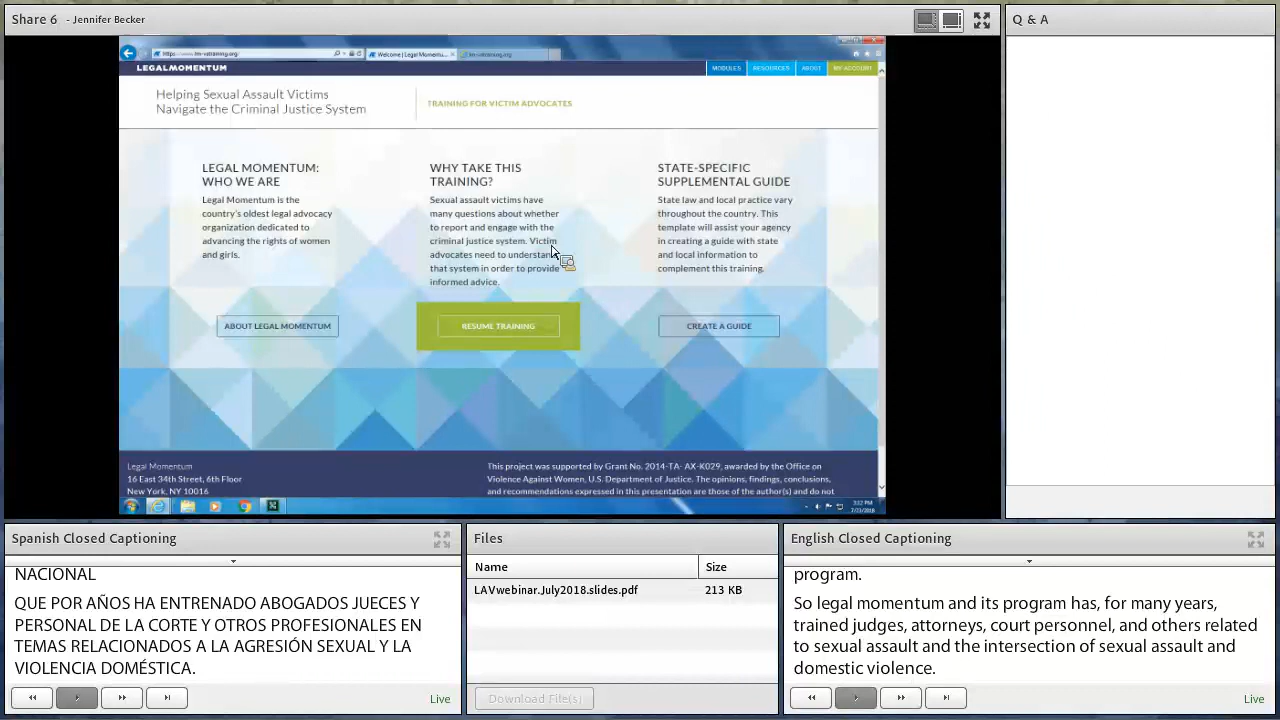 Share 6 - Jennifer Becker
Q & A
Welcome | Legal Momentu...
LEGALMOMENTUM
MODULES
RESOURCES
ABOUT
MY ACCOUNT
Helping Sexual Assault Victims
Navigate the Criminal Justice System
TRAINING FOR VICTIM ADVOCATES
LEGAL MOMENTUM:
WHO WE ARE
Legal Momentum is the
country's oldest legal advocacy
organization dedicated to
advancing the rights of women
and girls.
ABOUT LEGAL MOMENTUM
WHY TAKE THIS
TRAINING?
Sexual assault victims have
many questions about whether
to report and engage with the
criminal justice system. Victim
advocates need to understand
that system in order to provide
informed advice.
RESUME TRAINING
STATE-SPECIFIC
SUPPLEMENTAL GUIDE
State law and local practice vary
throughout the country. This
template will assist your agency
in creating a guide with state
and local information to
complement this training.
CREATE A GUIDE
Legal Momentum
16 East 34th Street, 6th Floor
New York, NY 10016
This project was supported by Grant No. 2014-TA- AX-K029, awarded by the Office on
Violence Against Women, U.S. Department of Justice. The opinions, findings, conclusions,
and recommendations expressed in this presentation are those of the author(s) and do not
3:32 PM
7/23/2018
Spanish Closed Captioning
NACIONAL
QUE POR AÑOS HA ENTRENADO ABOGADOS JUECES Y
PERSONAL DE LA CORTE Y OTROS PROFESIONALES EN
TEMAS RELACIONADOS A LA AGRESIÓN SEXUAL Y LA
VIOLENCIA DOMÉSTICA.
Live
Files
Name Size
LAVwebinar.July2018.slides.pdf 213 KB
Download File(s)
English Closed Captioning
program.
So legal momentum and its program has, for many years,
trained judges, attorneys, court personnel, and others related
to sexual assault and the intersection of sexual assault and
domestic violence.
Live